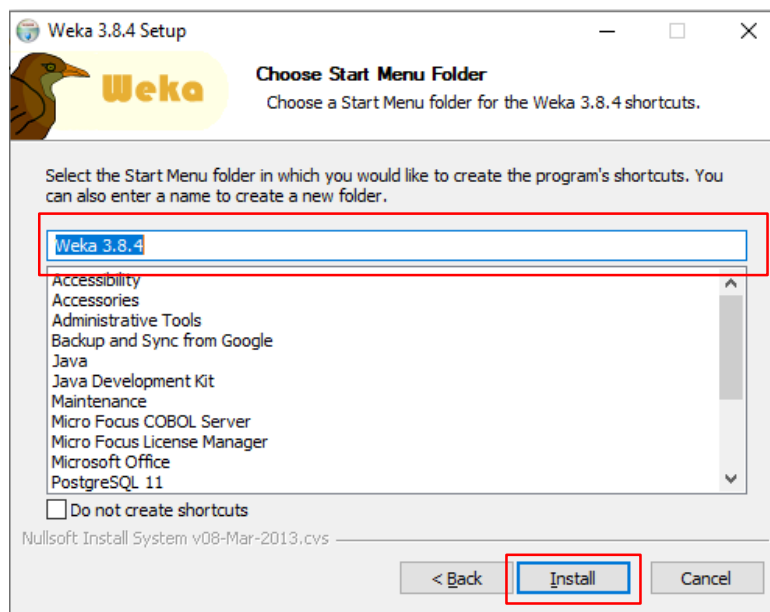 Weka 3.8.4 Setup
Weka
Choose Start Menu Folder
Choose a Start Menu folder for the Weka 3.8.4 shortcuts.
Select the Start Menu folder in which you would like to create the program's shortcuts. You
can also enter a name to create a new folder.
Weka 3.8.4
Accessibility
Accessories
Administrative Tools
Backup and Sync from Google
Java
Java Development Kit
Maintenance
Micro Focus COBOL Server
Micro Focus License Manager
Microsoft Office
PostgreSQL 11
Do not create shortcuts
Nullsoft Install System v08-Mar-2013.cvs
< Back Install Cancel